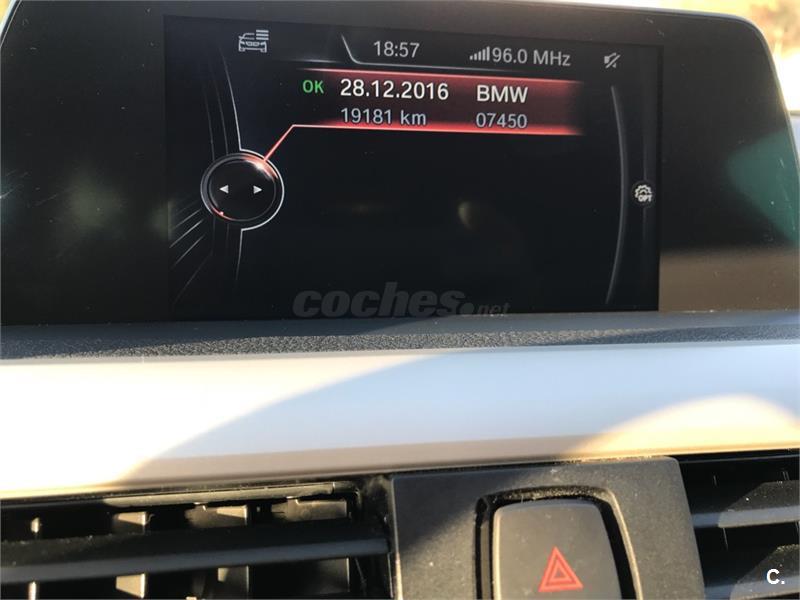 18:57 96.0 MHz
OK 28.12.2016 BMW
19181 km 07450
OPT
coches.net
C.